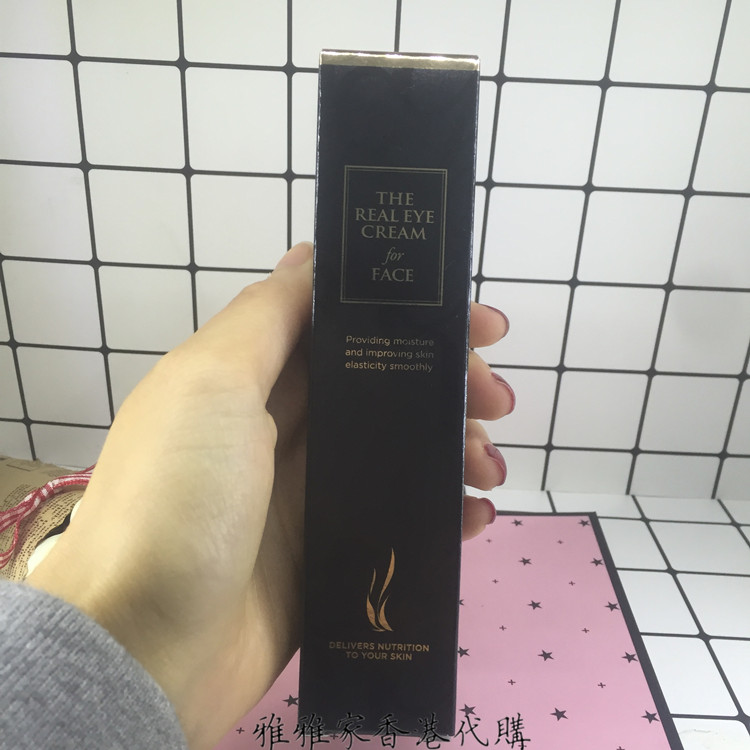 THE
REAL EYE
CREAM
for
FACE
Providing moisture
and improving skin
elasticity smoothly
DELIVERS NUTRITION
TO YOUR SKIN
雅雅家香港代購